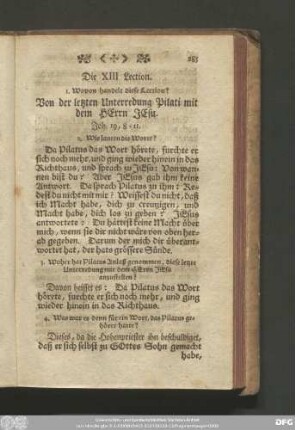 Die XIII Lection.
1. Wovon handelt diese Lection?
Von der letzten Unterredung Pilati mit
dem HErrn JEsu.
Joh. 19, 8-11.
2. Wie lauten die Worte?
Da Pilatus das Wort hörete, furchte er
sich noch mehr, und ging wieder hinein in das
Richthaus, und sprach zu JEsu: Von wan-
nen bist du? Aber JEsus gab ihm keine
Antwort. Da sprach Pilatus zu ihm: Re-
dest du nicht mit mir? Weissest du nicht, daß
ich Macht habe, dich zu creutzigen, und
Macht habe, dich los zu geben? JEsus
antwortete: Du hättest keine Macht über
mich, wenn sie dir nicht wäre von oben her-
ab gegeben. Darum der mich dir überant-
wortet hat, der hats grössere Sünde.
3. Woher hat Pilatus Anlaß genommen, diese letzte
Unterredung mit dem HErrn JEsu
anzustellen?
Davon heisset es: Da Pilatus das Wort
hörete, furchte er sich noch mehr, und ging
wieder hinein in das Richthaus.
4. Was war es denn für ein Wort, das Pilatus ge-
höret hatte?
Dieses, da die Hohenpriester ihn beschuldiget,
daß er sich selbst zu GOttes Sohn gemacht
habe,